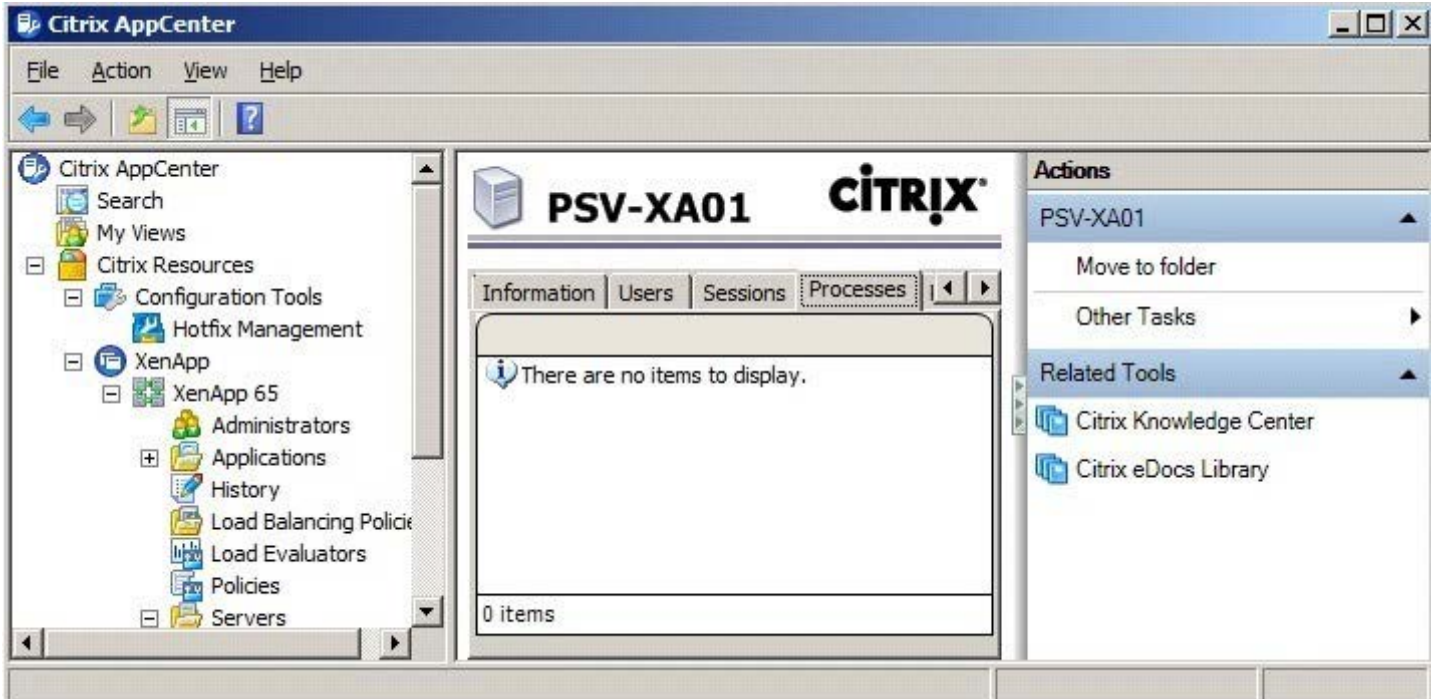 Citrix AppCenter
File Action View Help
Citrix AppCenter
Search
My Views
Citrix Resources
Configuration Tools
Hotfix Management
XenApp
XenApp 65
Administrators
Applications
History
Load Balancing Policie
Load Evaluators
Policies
Servers
PSV-XA01
CİTRIX
Information Users Sessions Processes
There are no items to display.
0 items
Actions
PSV-XA01
Move to folder
Other Tasks
Related Tools
Citrix Knowledge Center
Citrix eDocs Library